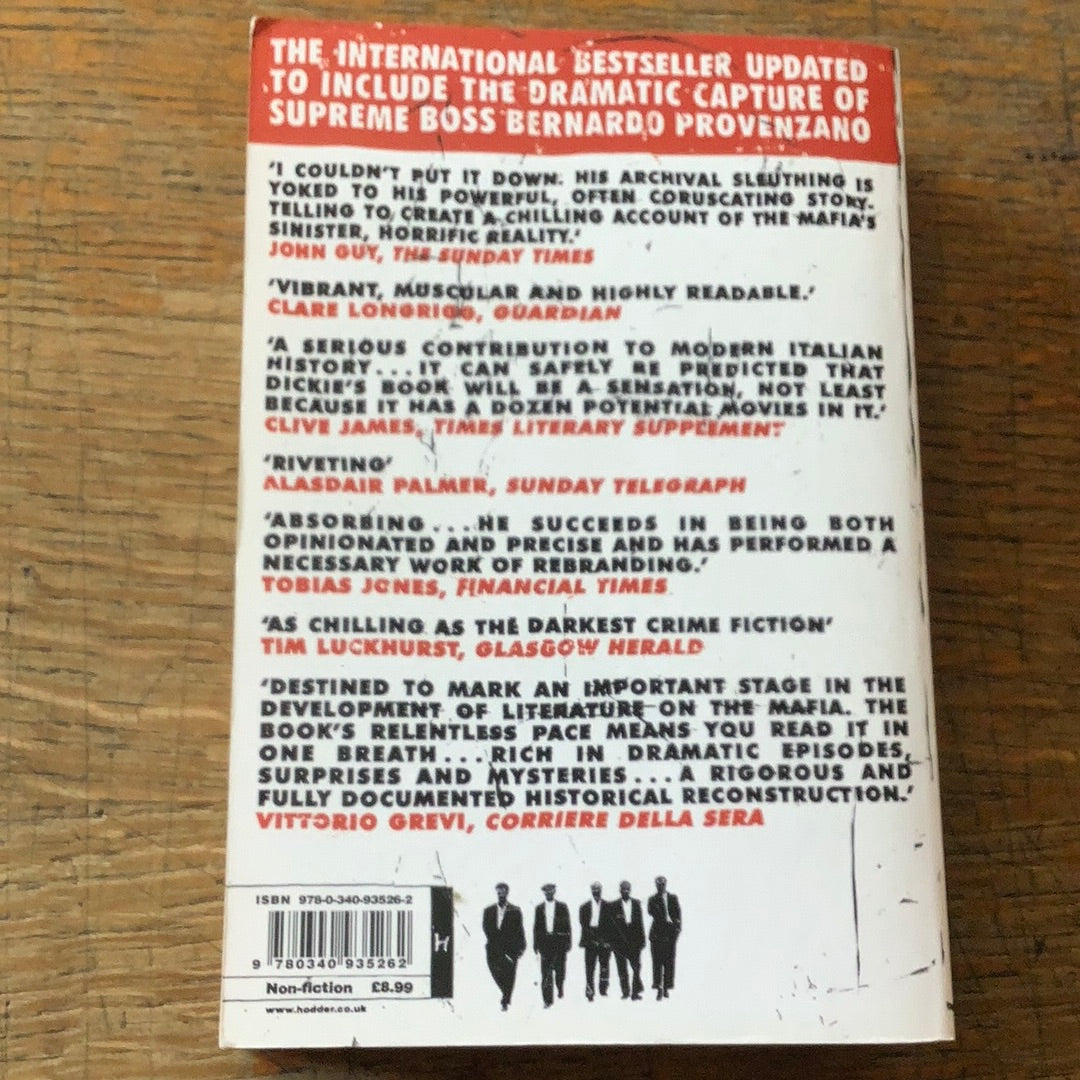 THE INTERNATIONAL BESTSELLER UPDATED
TO INCLUDE THE DRAMATIC CAPTURE OF
SUPREME BOSS BERNARDO PROVENZANO
'I COULDN'T PUT IT DOWN. HIS ARCHIVAL SLEUTHING IS
YOKED TO HIS POWERFUL, OFTEN CORUSCATING STORY-
TELLING TO CREATE A CHILLING ACCOUNT OF THE MAFIA'S
SINISTER, HORRIFIC REALITY.'
JOHN GUY, THE SUNDAY TIMES
'VIBRANT, MUSCULAR AND HIGHLY READABLE.'
CLARE LONGRIGG, GUARDIAN
'A SERIOUS CONTRIBUTION TO MODERN ITALIAN
HISTORY...IT CAN SAFELY BE PREDICTED THAT
DICKIE'S BOOK WILL BE A SENSATION, NOT LEAST
BECAUSE IT HAS A DOZEN POTENTIAL MOVIES IN IT.'
CLIVE JAMES, TIMES LITERARY SUPPLEMENT
'RIVETING'
ALASDAIR PALMER, SUNDAY TELEGRAPH
'ABSORBING...HE SUCCEEDS IN BEING BOTH
OPINIONATED AND PRECISE AND HAS PERFORMED A
NECESSARY WORK OF REBRANDING.'
TOBIAS JONES, FINANCIAL TIMES
'AS CHILLING AS THE DARKEST CRIME FICTION'
TIM LUCKHURST, GLASGOW HERALD
'DESTINED TO MARK AN IMPORTANT STAGE IN THE
DEVELOPMENT OF LITERATURE ON THE MAFIA. THE
BOOK'S RELENTLESS PACE MEANS YOU READ IT IN
ONE BREATH...RICH IN DRAMATIC EPISODES,
SURPRISES AND MYSTERIES...A RIGOROUS AND
FULLY DOCUMENTED HISTORICAL RECONSTRUCTION.'
VITTORIO GREVI, CORRIERE DELLA SERA
ISBN 978-0-340-93526-2
9 780340 935262
H
Non-fiction £8.99
www.hodder.co.uk